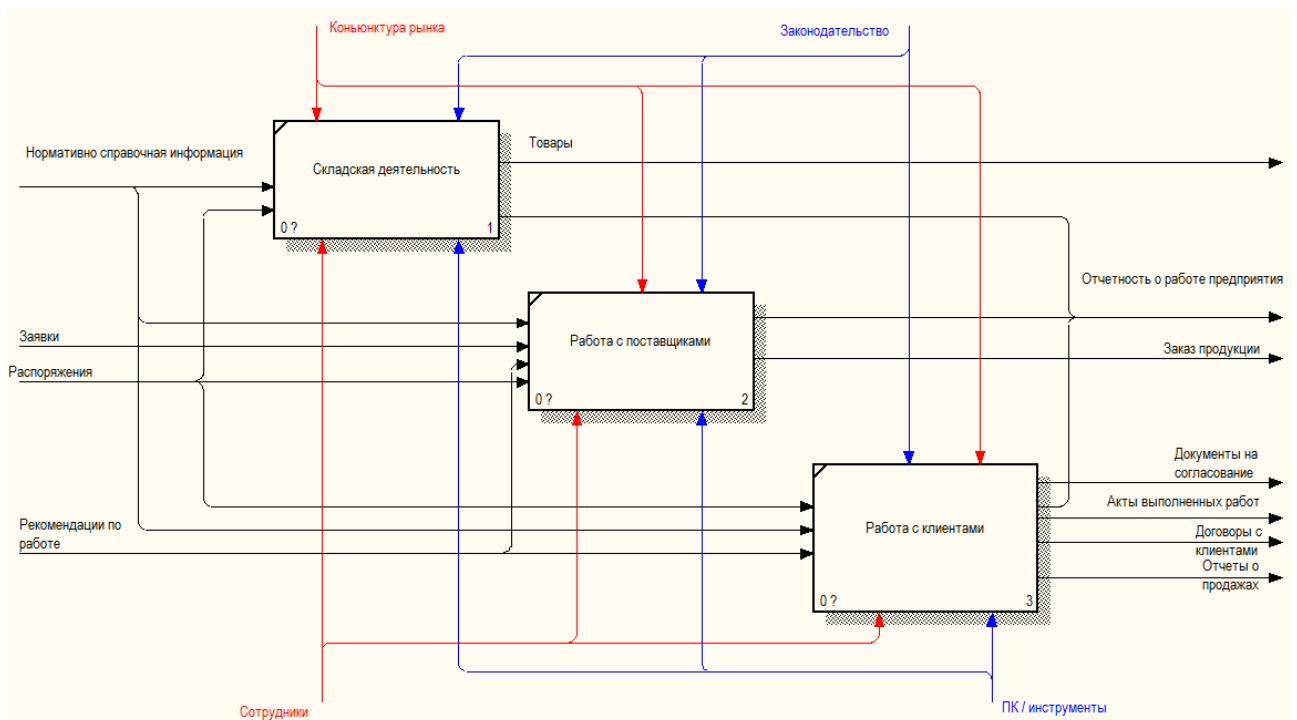 Коньюнктура рынка
Законодательство
Нормативно справочная информация
Товары
Складская деятельность
0 ?
1
Отчетность о работе предприятия
Заявки
Работа с поставщиками
Заказ продукции
Распоряжения
0 ?
2
Документы на
согласование
Акты выполненных работ
Рекомендации по
работе
Работа с клиентами
Договоры с
клиентами
Отчеты о
продажах
0 ?
3
Сотрудники
ПК / инструменты